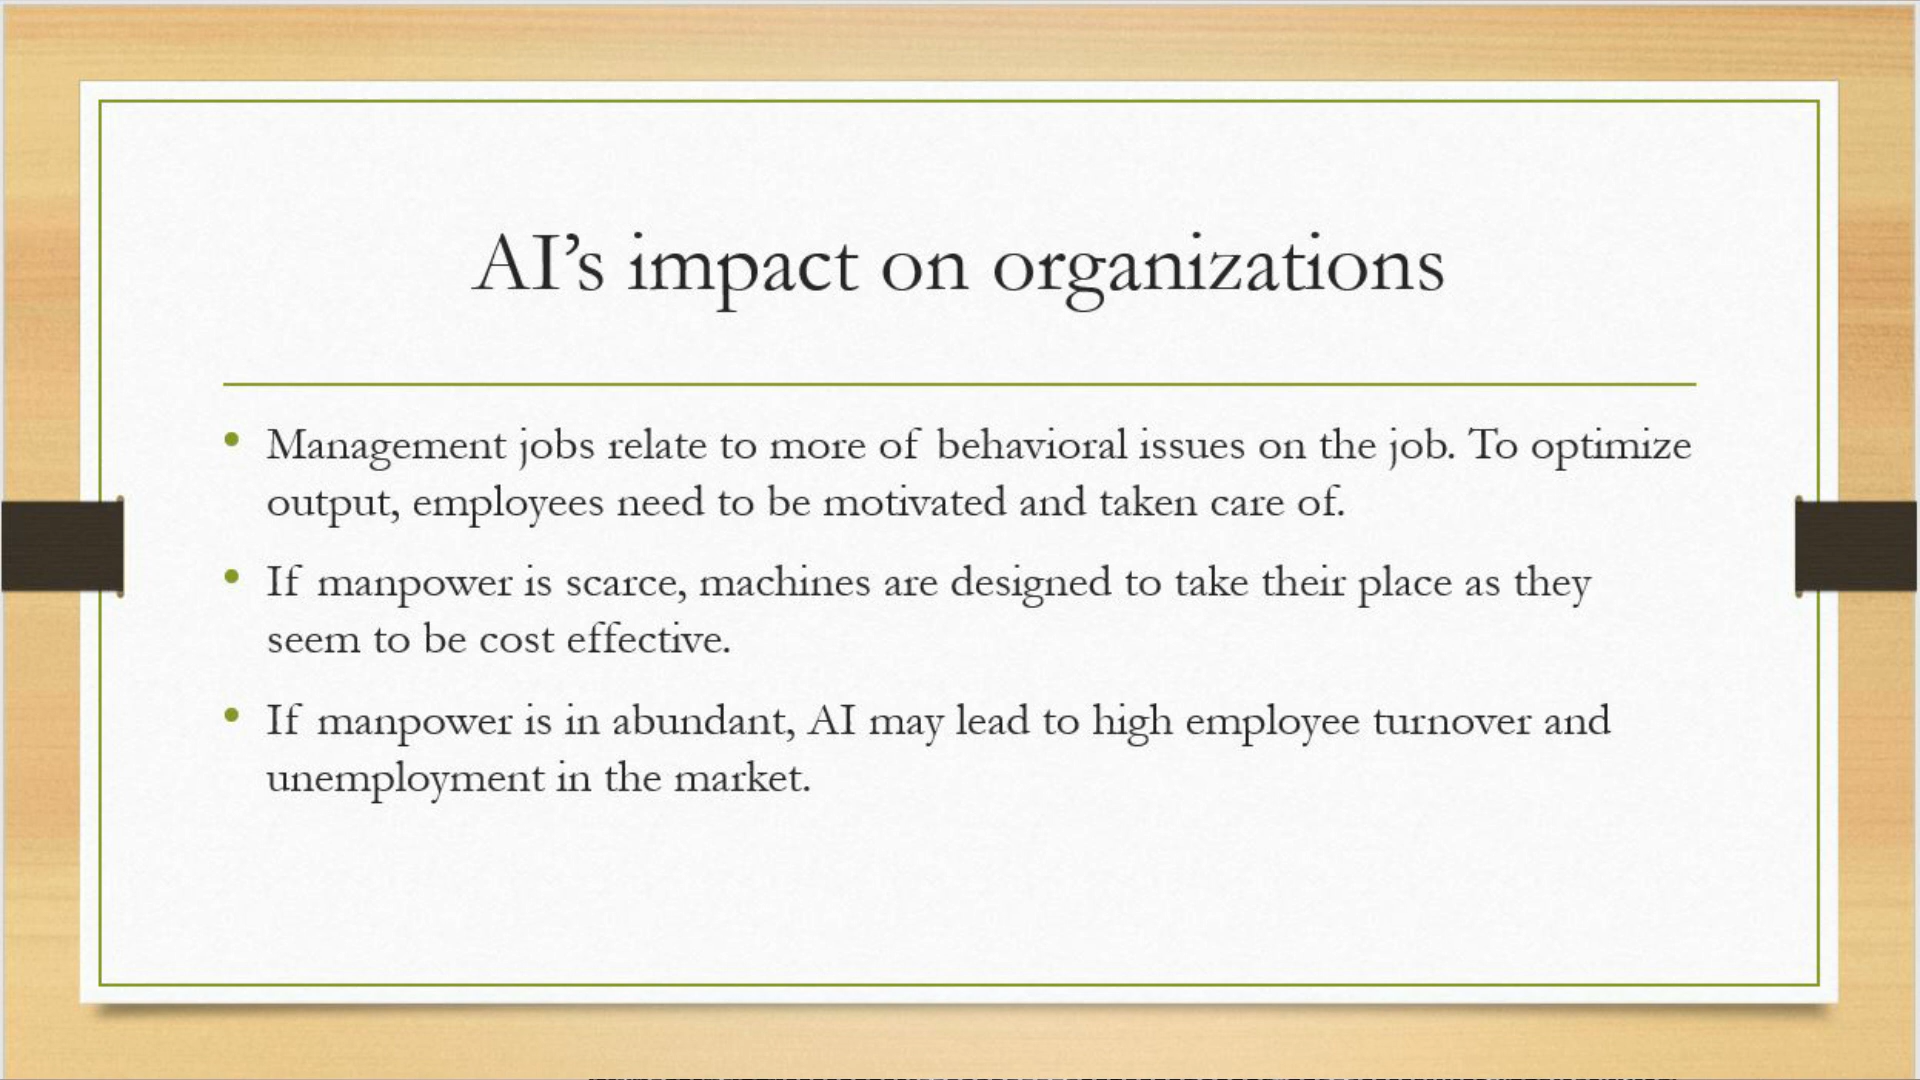 AI’s impact on organizations
• Management jobs relate to more of behavioral issues on the job. To optimize
output, employees need to be motivated and taken care of.
• If manpower is scarce, machines are designed to take their place as they
seem to be cost effective.
• If manpower is in abundant, AI may lead to high employee turnover and
unemployment in the market.